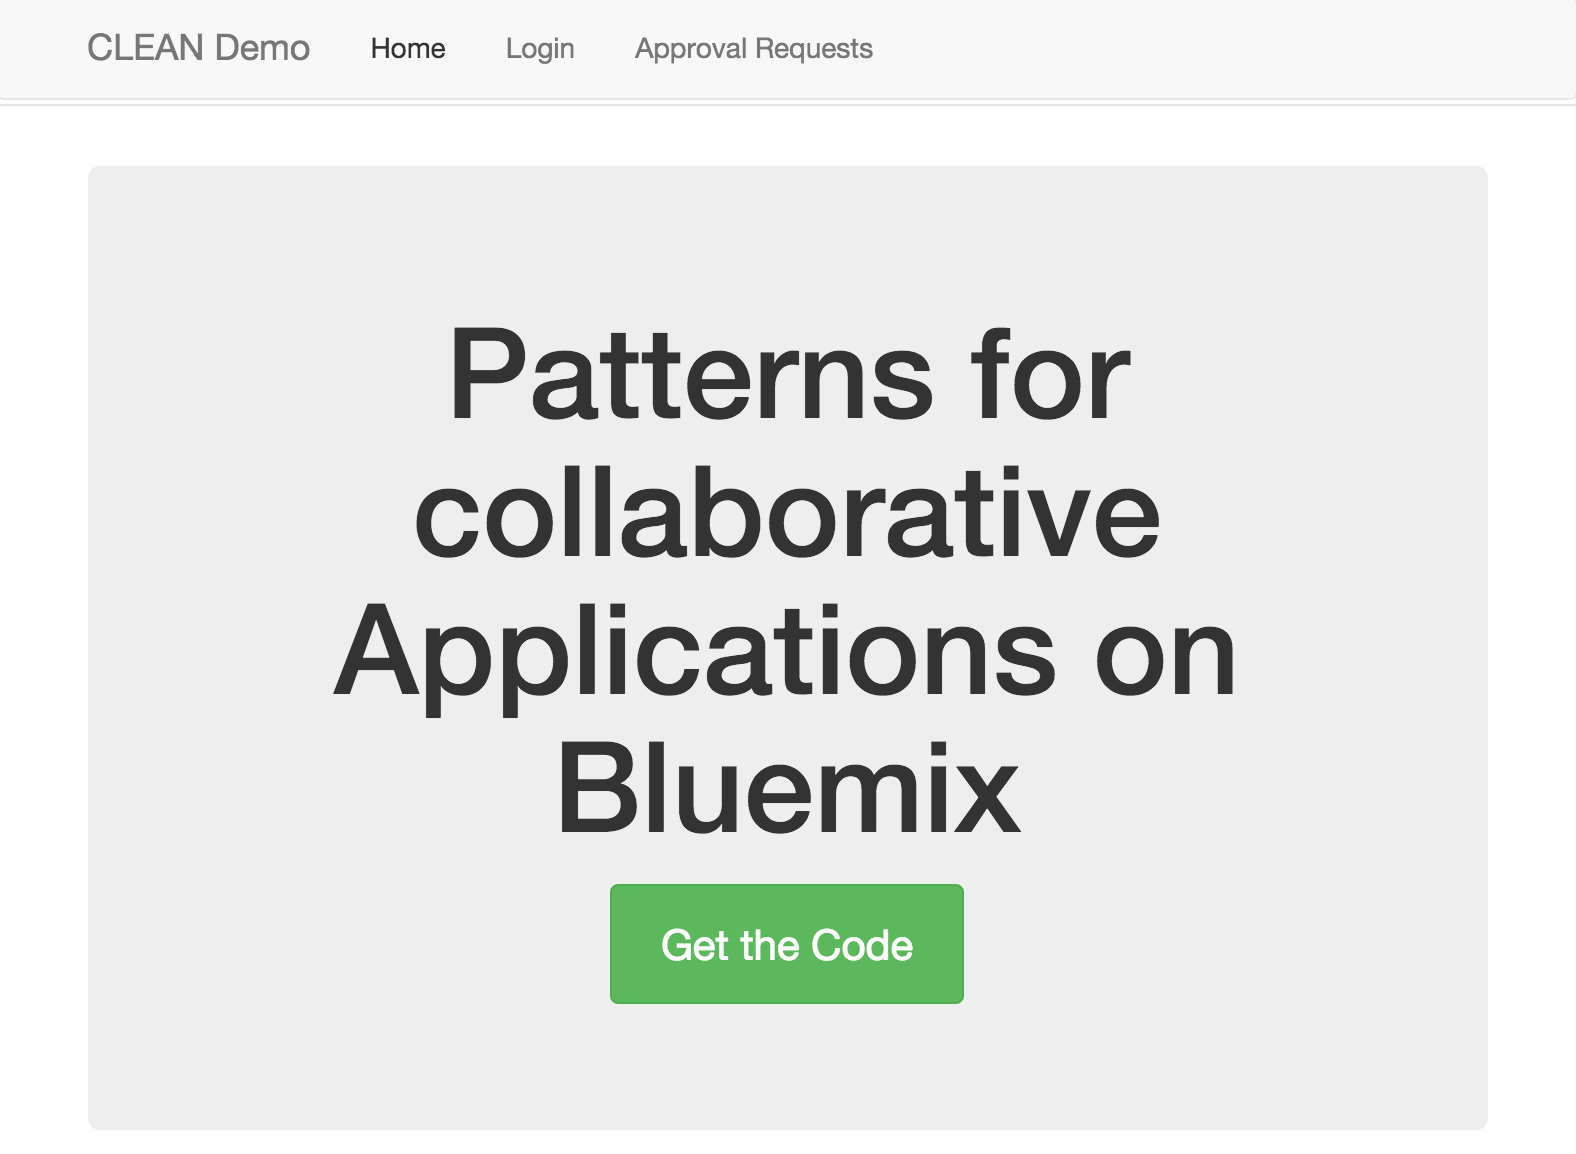 CLEAN Demo Home Login Approval Requests
Patterns for
collaborative
Applications on
Bluemix
Get the Code